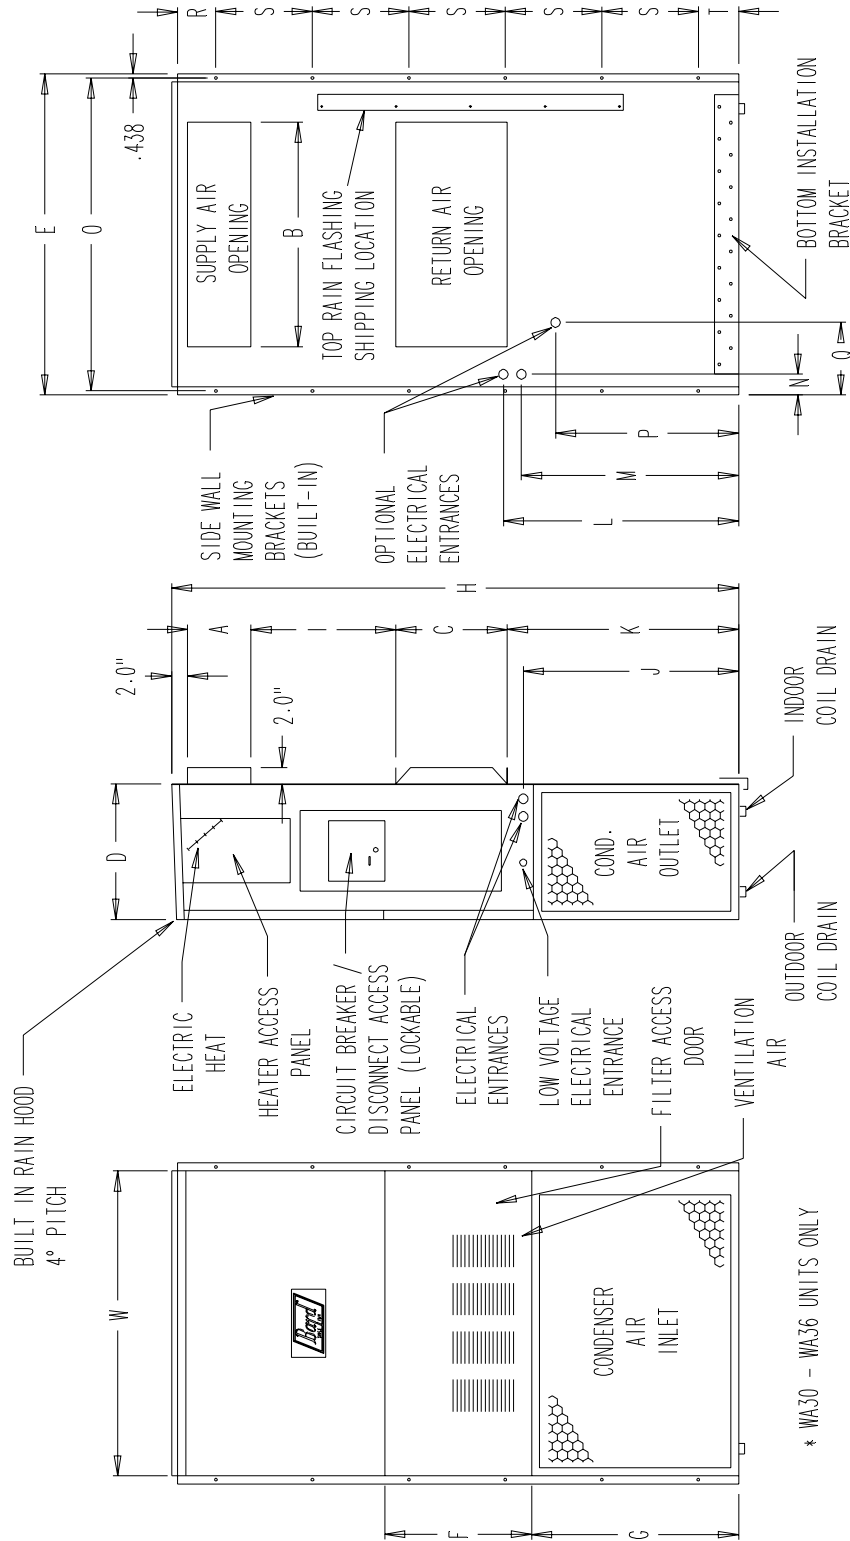 BUILT IN RAIN HOOD
4° PITCH
W
Bard
F
G
CONDENSER
AIR
INLET
* WA30 - WA36 UNITS ONLY
ELECTRIC
HEAT
HEATER ACCESS
PANEL
CIRCUIT BREAKER /
DISCONNECT ACCESS
PANEL (LOCKABLE)
ELECTRICAL
ENTRANCES
LOW VOLTAGE
ELECTRICAL
ENTRANCE
FILTER ACCESS
DOOR
VENTILATION
AIR
D
2.0"
A
2.0"
I
C
H
K
J
COND.
AIR
OUTLET
OUTDOOR
COIL DRAIN
INDOOR
COIL DRAIN
SIDE WALL
MOUNTING
BRACKETS
(BUILT-IN)
OPTIONAL
ELECTRICAL
ENTRANCES
E
O
.438
SUPPLY AIR
OPENING
B
TOP RAIN FLASHING
SHIPPING LOCATION
RETURN AIR
OPENING
L
M
P
N
Q
R
S
S
S
S
S
T
BOTTOM INSTALLATION
BRACKET